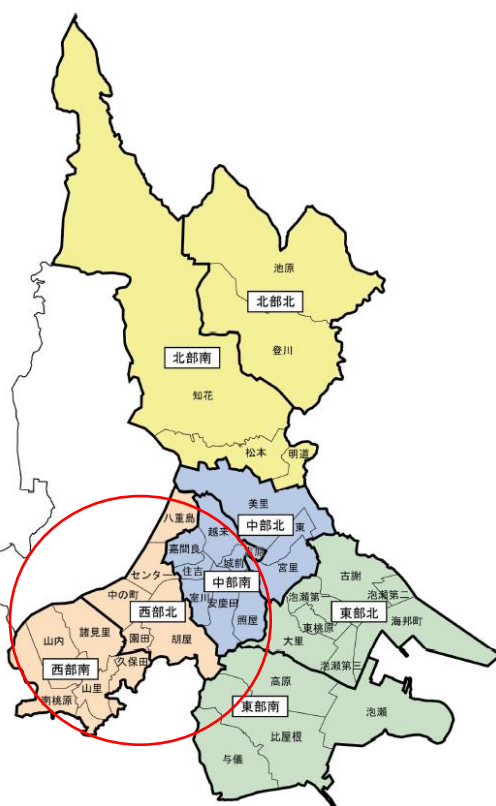 池原
北部北
登川
北部南
知花
松本
明道
美里
八重島
越来
中部北
東
嘉間良
城前
宮里
センター
住吉
中部南
古謝
中の町
室川
安慶田
泡瀬第一
泡瀬第二
西部北
東部北
諸見里
照屋
東桃原
海邦町
山内
園田
胡屋
大里
久保田
泡瀬第三
西部南
山里
高原
南桃原
東部南
泡瀬
比屋根
与儀